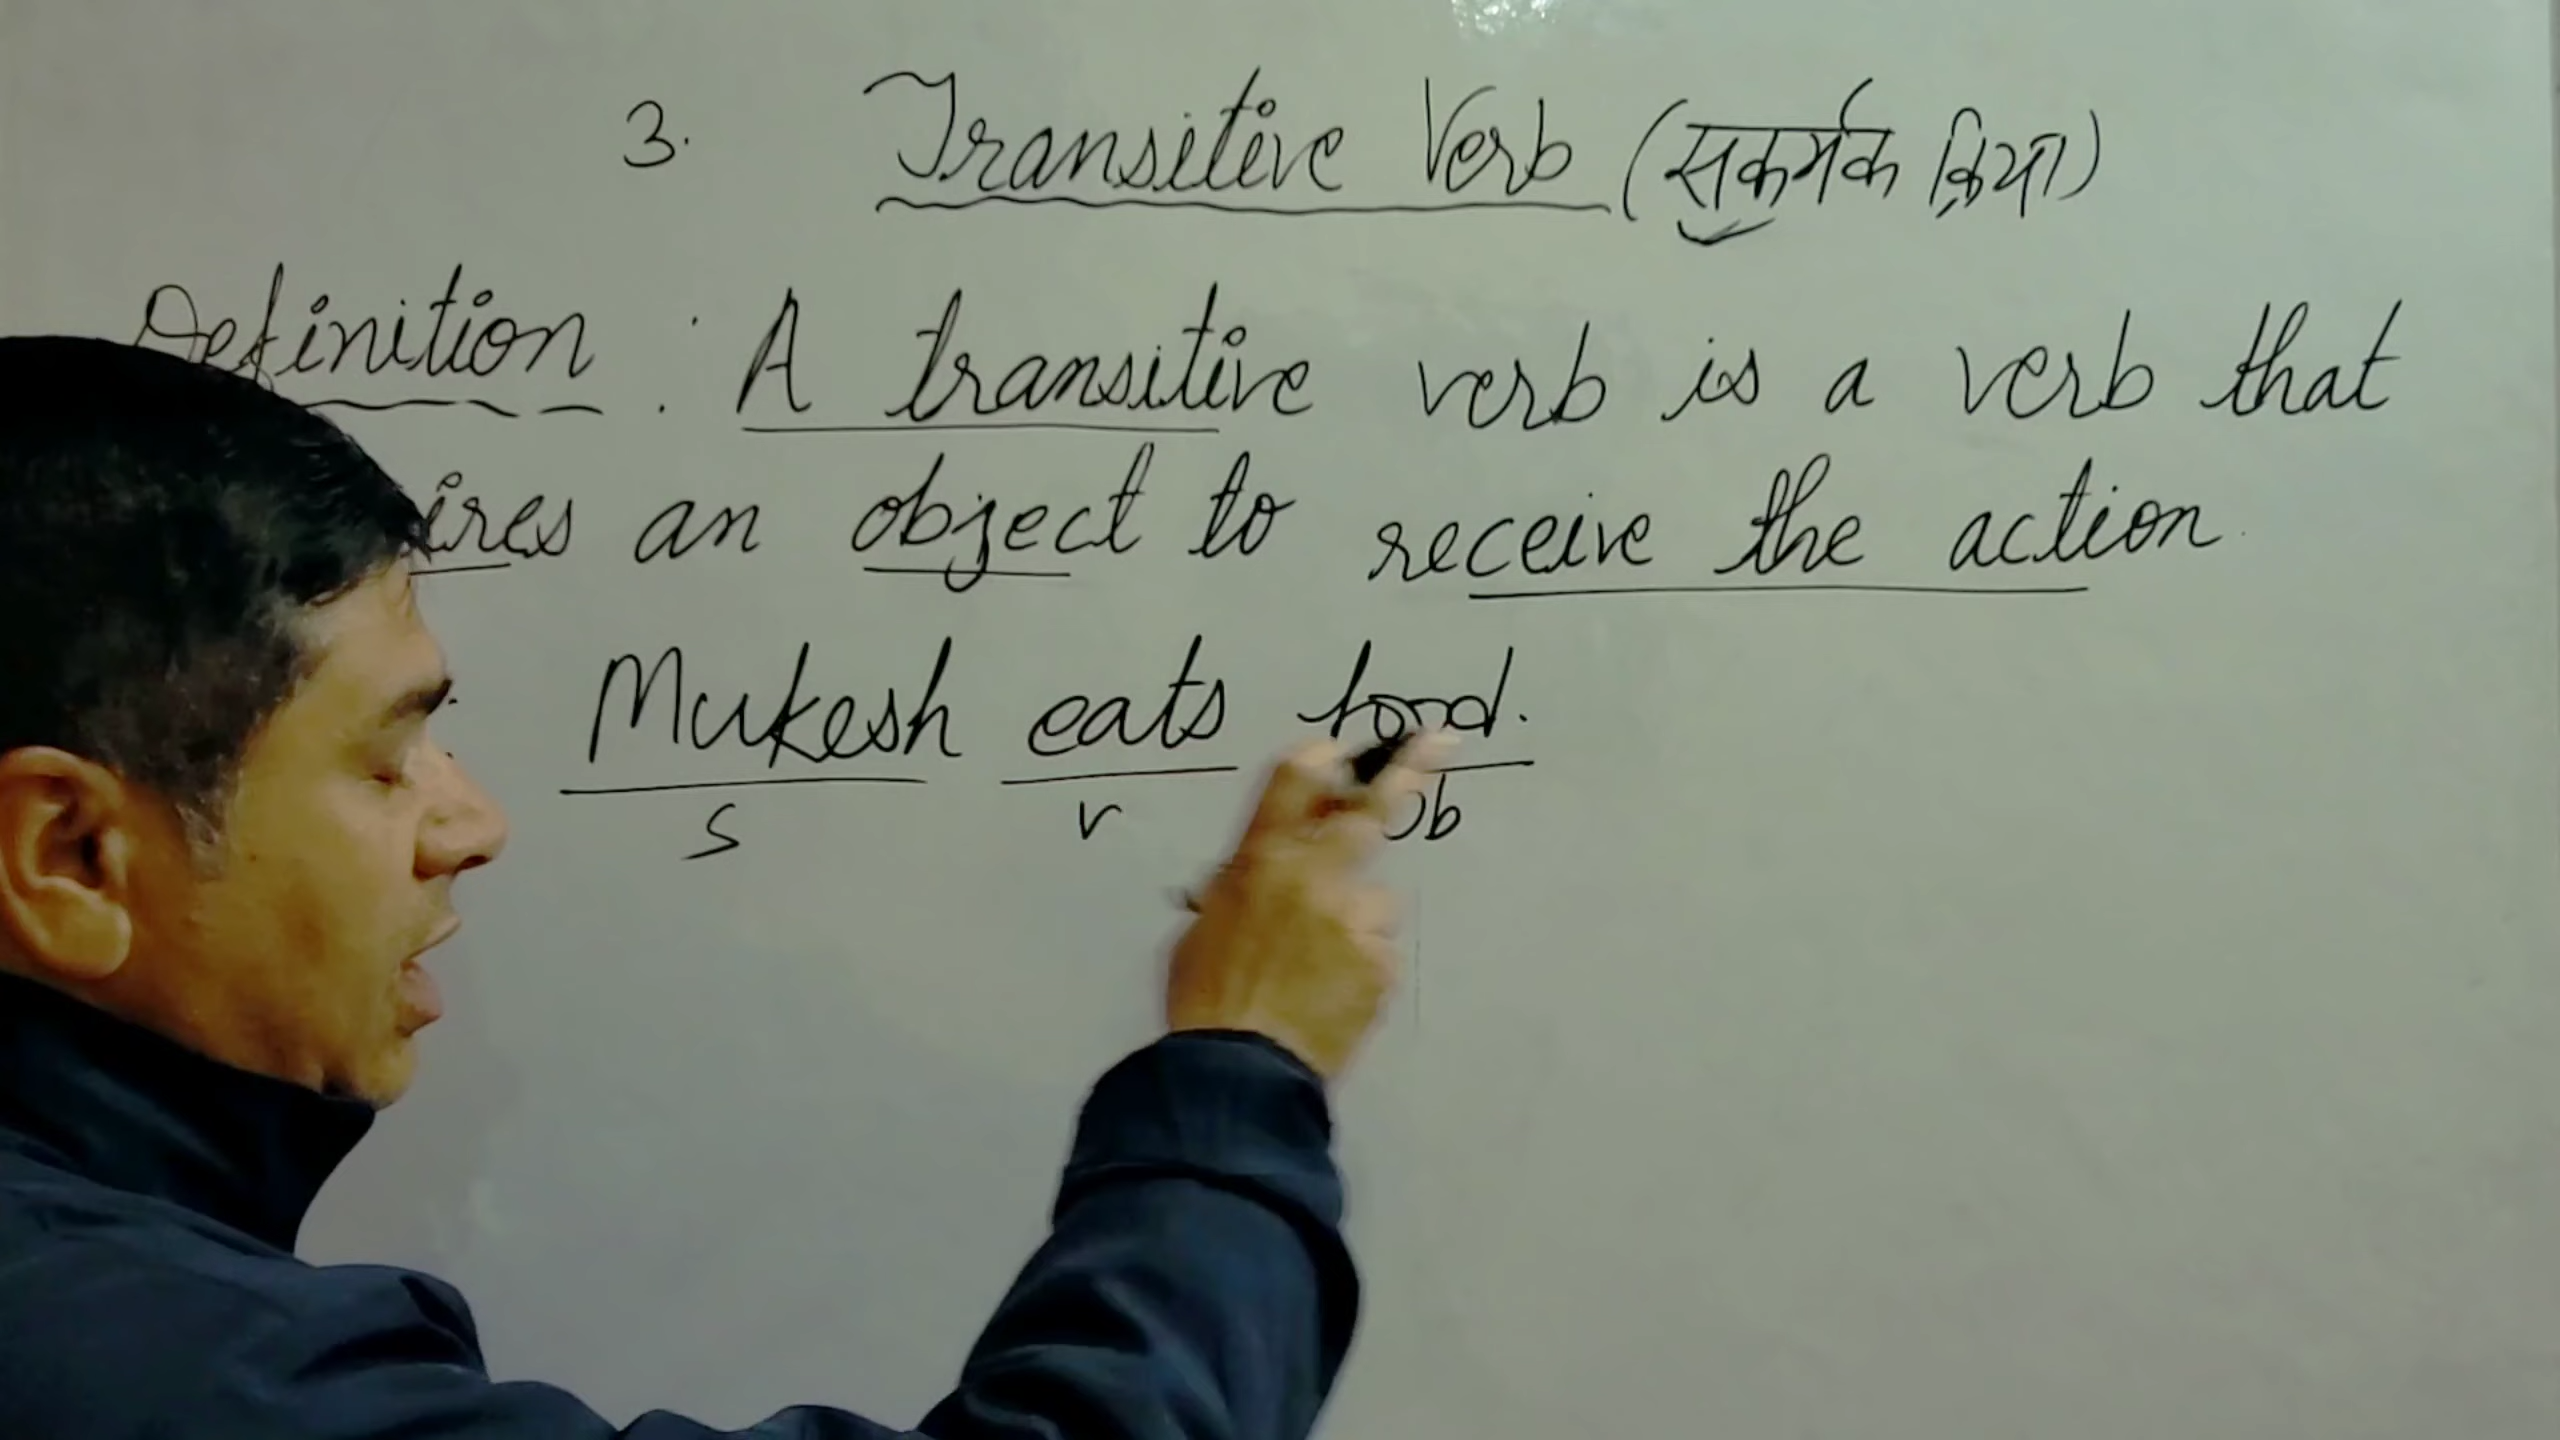 3. Transitive Verb (सकर्मक क्रिया)
Definition : A transitive verb is a verb that
an object to receive the action.
Mukesh eats food.
s v